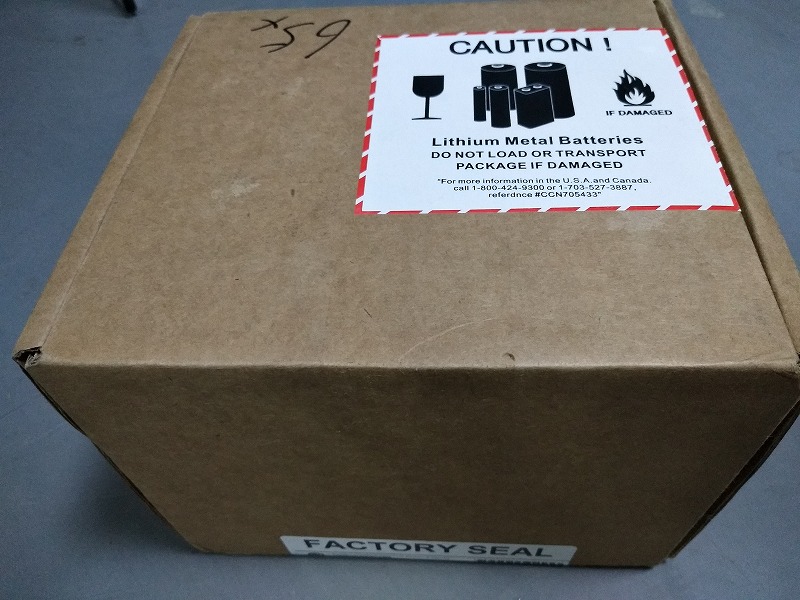 CAUTION !
IF DAMAGED
Lithium Metal Batteries
DO NOT LOAD OR TRANSPORT
PACKAGE IF DAMAGED
"For more information in the U.S.A.and Canada.
call 1-800-424-9300 or 1-703-527-3887,
referdnce #CCN705433"
FACTORY SEAL